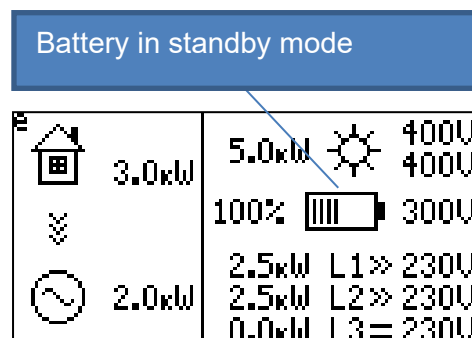 Battery in standby mode
e
3.0kW
2.0kW
5.0kW 400V
400V
100% 300V
2.5kW L1» 230V
2.5kW L2» 230V
0.0kW L3= 230V